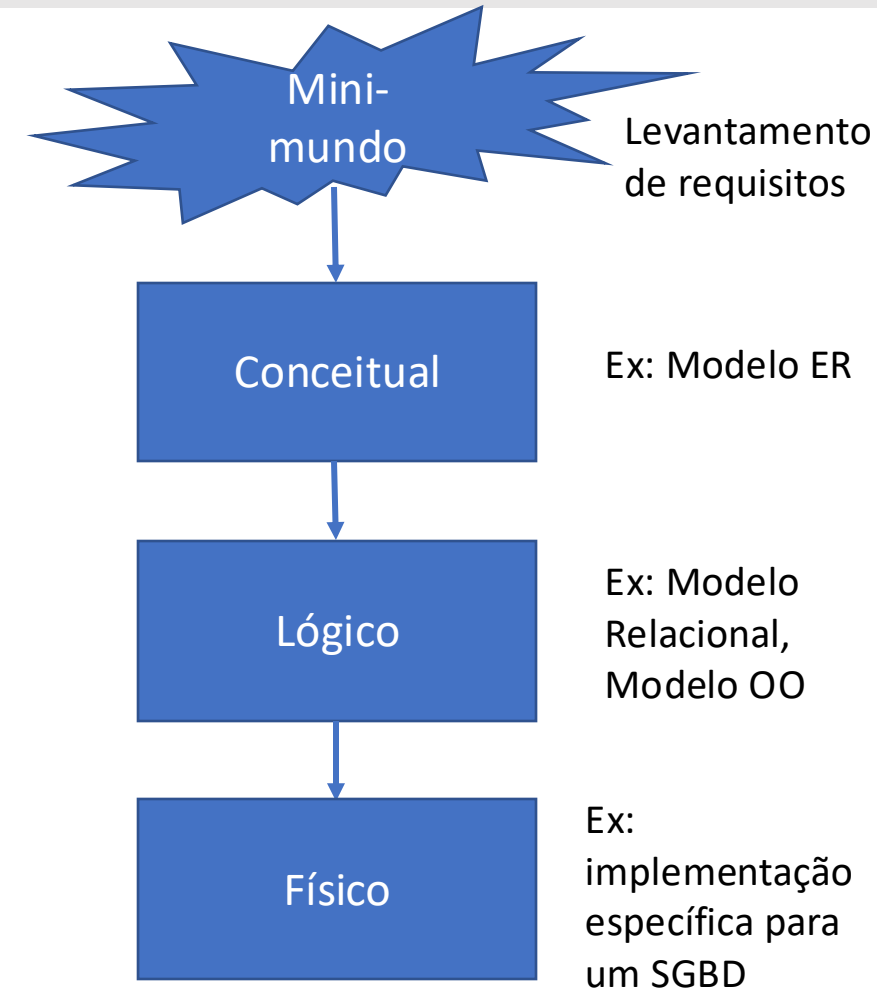 Mini-
mundo
Levantamento
de requisitos
Conceitual
Ex: Modelo ER
Lógico
Ex: Modelo
Relacional,
Modelo OO
Físico
Ex:
implementação
específica para
um SGBD